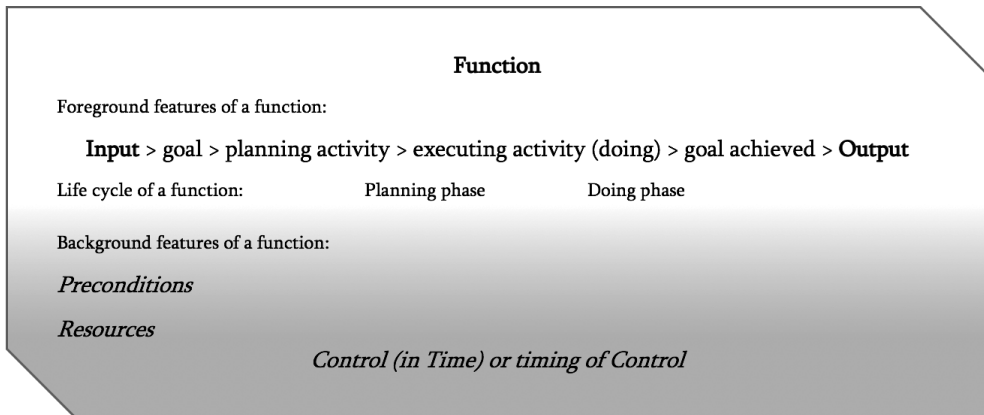 Function
Foreground features of a function:
Input > goal > planning activity > executing activity (doing) > goal achieved > Output
Life cycle of a function: Planning phase Doing phase
Background features of a function:
Preconditions
Resources
Control (in Time) or timing of Control